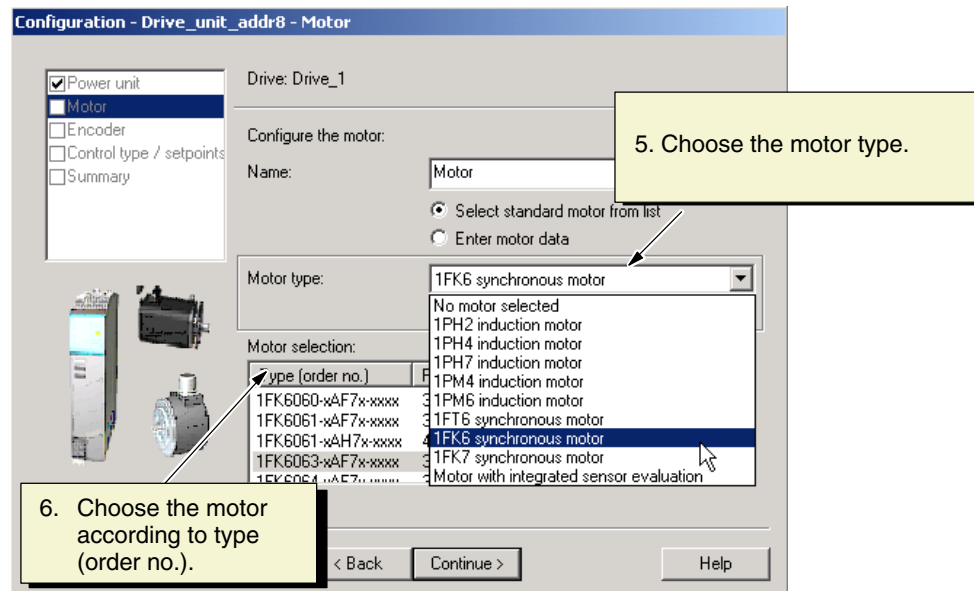 Configuration - Drive_unit_addr8 - Motor
Power unit
Motor
Encoder
Control type / setpoints
Summary
Drive: Drive_1
Configure the motor:
Name:
Motor
Select standard motor from list
Enter motor data
5. Choose the motor type.
Motor type:
1FK6 synchronous motor
No motor selected
1PH2 induction motor
1PH4 induction motor
1PH7 induction motor
1PM4 induction motor
1PM6 induction motor
1FT6 synchronous motor
1FK6 synchronous motor
1FK7 synchronous motor
Motor with integrated sensor evaluation
Motor selection:
Type (order no.)
1FK6060-xAF7x-xxxx 3
1FK6061-xAF7x-xxxx 3
1FK6061-xAH7x-xxxx 4
1FK6063-xAF7x-xxxx 3
6. Choose the motor
according to type
(order no.).
< Back
Continue >
Help